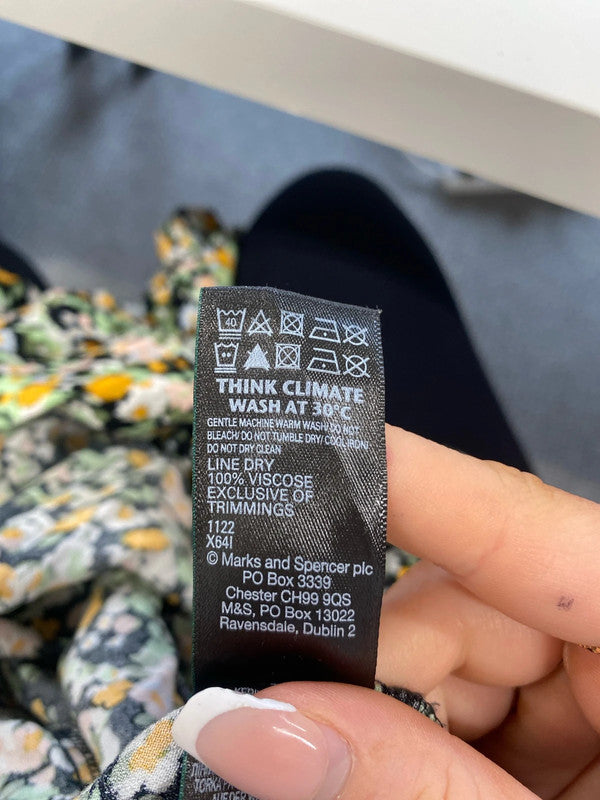 40
THINK CLIMATE
WASH AT 30°C
GENTLE MACHINE WARM WASH/ DO NOT
BLEACH/ DO NOT TUMBLE DRY/ COOL IRON/
DO NOT DRY CLEAN
LINE DRY
100% VISCOSE
EXCLUSIVE OF
TRIMMINGS
1122
X64I
© Marks and Spencer plc
PO Box 3339
Chester CH99 9QS
M&S, PO Box 13022
Ravensdale, Dublin 2